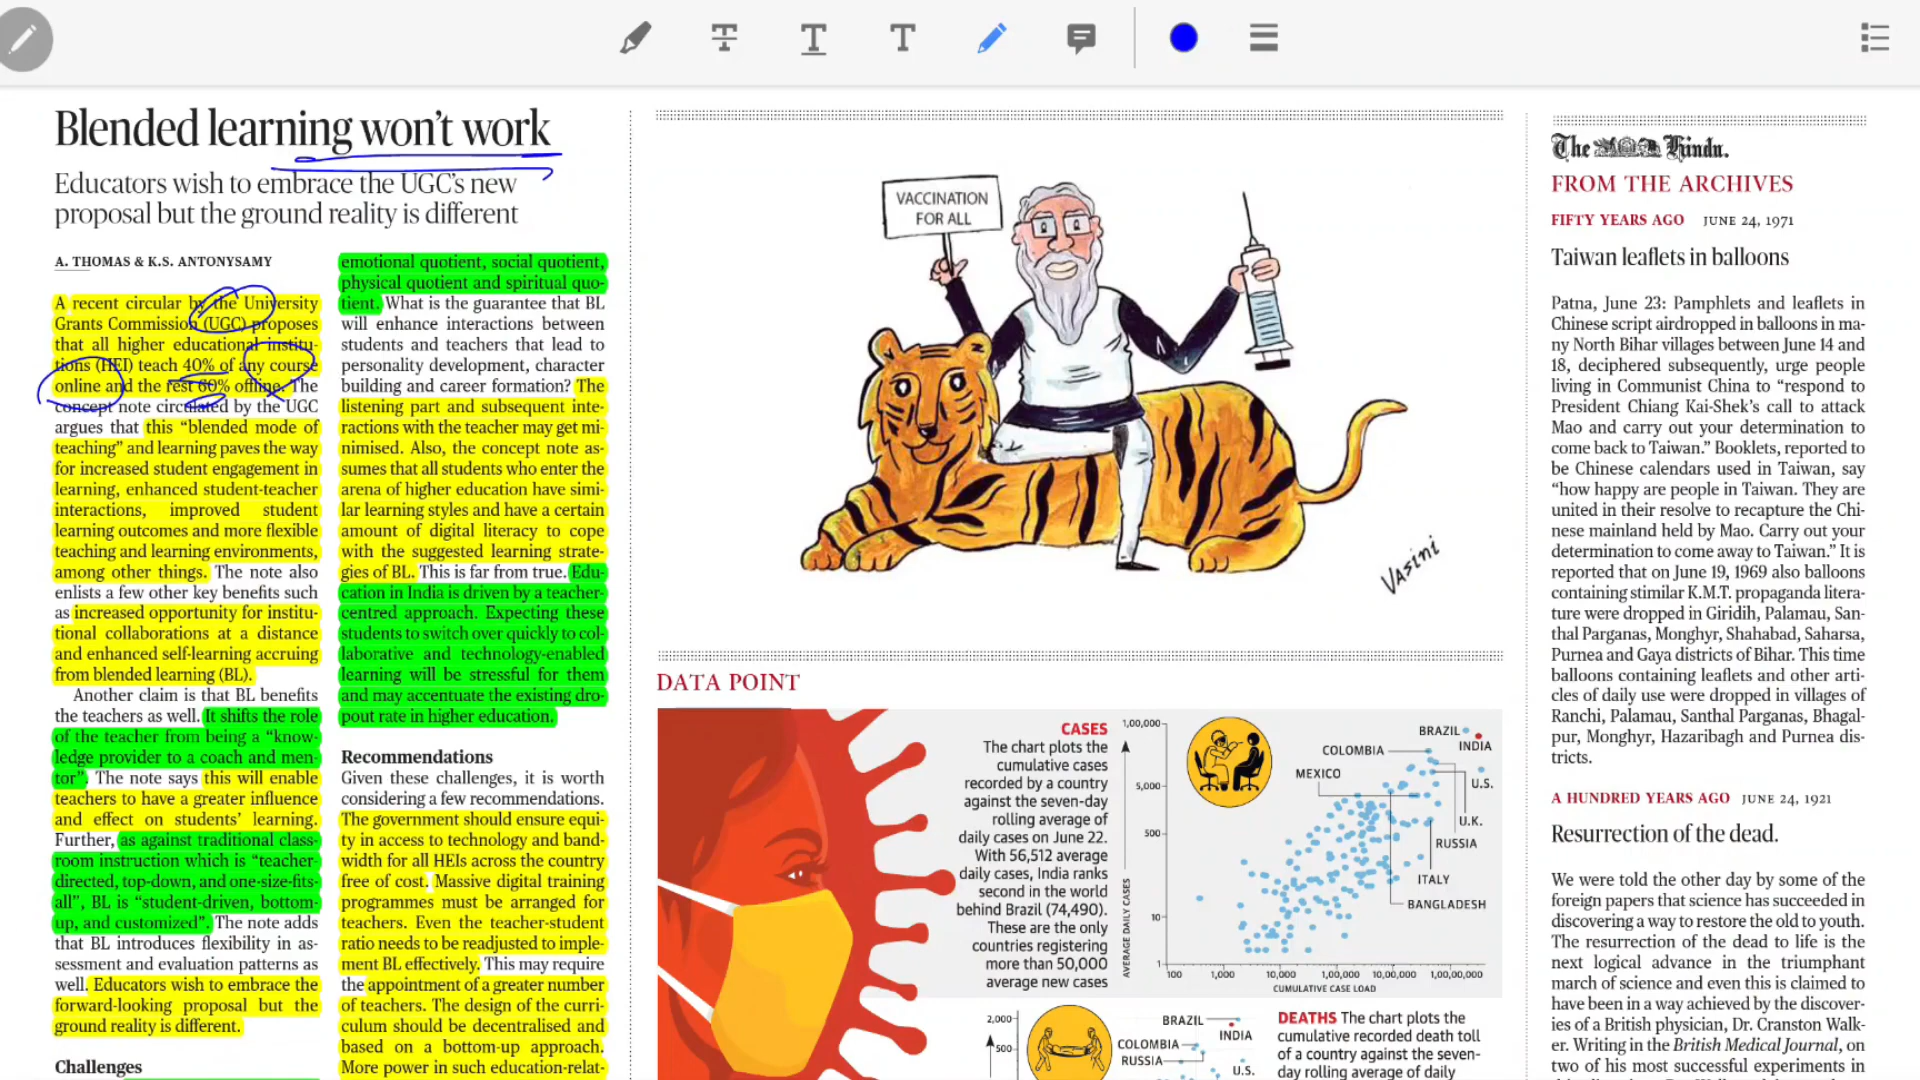 Blended learning won't work
Educators wish to embrace the UGC's new
proposal but the ground reality is different
A. THOMAS & K.S. ANTONYSAMY
A recent circular by the University
Grants Commission (UGC) proposes
that all higher educational institu-
tions (HEI) teach 40% of any course
online and the rest 60% offline. The
concept note circulated by the UGC
argues that this "blended mode of
teaching" and learning paves the way
for increased student engagement in
learning, enhanced student-teacher
interactions, improved student
learning outcomes and more flexible
teaching and learning environments,
among other things. The note also
enlists a few other key benefits such
as increased opportunity for institu-
tional collaborations at a distance
and enhanced self-learning accruing
from blended learning (BL).
Another claim is that BL benefits
the teachers as well. It shifts the role
of the teacher from being a "know-
ledge provider to a coach and men-
tor". The note says this will enable
teachers to have a greater influence
and effect on students' learning.
Further, as against traditional class-
room instruction which is "teacher-
directed, top-down, and one-size-fits-
all", BL is "student-driven, bottom-
up, and customized". The note adds
that BL introduces flexibility in as-
sessment and evaluation patterns as
well. Educators wish to embrace the
forward-looking proposal but the
ground reality is different.
Challenges
emotional quotient, social quotient,
physical quotient and spiritual quo-
tient. What is the guarantee that BL
will enhance interactions between
students and teachers that lead to
personality development, character
building and career formation? The
listening part and subsequent inte-
ractions with the teacher may get mi-
nimised. Also, the concept note as-
sumes that all students who enter the
arena of higher education have simi-
lar learning styles and have a certain
amount of digital literacy to cope
with the suggested learning strate-
gies of BL. This is far from true. Edu-
cation in India is driven by a teacher-
centred approach. Expecting these
students to switch over quickly to col-
laborative and technology-enabled
learning will be stressful for them
and may accentuate the existing dro-
pout rate in higher education.
Recommendations
Given these challenges, it is worth
considering a few recommendations.
The government should ensure equi-
ty in access to technology and band-
width for all HEIs across the country
free of cost. Massive digital training
programmes must be arranged for
teachers. Even the teacher-student
ratio needs to be readjusted to imple-
ment BL effectively. This may require
the appointment of a greater number
of teachers. The design of the curri-
culum should be decentralised and
based on a bottom-up approach.
More power in such education-relat-
VACCINATION
FOR ALL
Vasini
DATA POINT
CASES
The chart plots the
cumulative cases
recorded by a country
against the seven-day
rolling average of
daily cases on June 22.
With 56,512 average
daily cases, India ranks
second in the world
behind Brazil (74,490).
These are the only
countries registering
more than 50,000
average new cases
AVERAGE DAILY CASES
1,00,000
5,000
500
10
1
100 1,000 10,000 1,00,000 10,00,000 1,00,00,000
CUMULATIVE CASE LOAD
BRAZIL
INDIA
COLOMBIA
MEXICO
U.S.
U.K.
RUSSIA
ITALY
BANGLADESH
2,000
500
BRAZIL
INDIA
COLOMBIA
RUSSIA
U.S.
DEATHS The chart plots the
cumulative recorded death toll
of a country against the seven-
day rolling average of daily
The Hindu.
FROM THE ARCHIVES
FIFTY YEARS AGO JUNE 24, 1971
Taiwan leaflets in balloons
Patna, June 23: Pamphlets and leaflets in
Chinese script airdropped in balloons in ma-
ny North Bihar villages between June 14 and
18, deciphered subsequently, urge people
living in Communist China to "respond to
President Chiang Kai-Shek's call to attack
Mao and carry out your determination to
come back to Taiwan." Booklets, reported to
be Chinese calendars used in Taiwan, say
"how happy are people in Taiwan. They are
united in their resolve to recapture the Chi-
nese mainland held by Mao. Carry out your
determination to come away to Taiwan." It is
reported that on June 19, 1969 also balloons
containing stimilar K.M.T. propaganda litera-
ture were dropped in Giridih, Palamau, San-
thal Parganas, Monghyr, Shahabad, Saharsa,
Purnea and Gaya districts of Bihar. This time
balloons containing leaflets and other arti-
cles of daily use were dropped in villages of
Ranchi, Palamau, Santhal Parganas, Bhagal-
pur, Monghyr, Hazaribagh and Purnea dis-
tricts.
A HUNDRED YEARS AGO JUNE 24, 1921
Resurrection of the dead.
We were told the other day by some of the
foreign papers that science has succeeded in
discovering a way to restore the old to youth.
The resurrection of the dead to life is the
next logical advance in the triumphant
march of science and even this is claimed to
have been in a way achieved by the discover-
ies of a British physician, Dr. Cranston Walk-
er. Writing in the British Medical Journal, on
two of his most successful experiments in